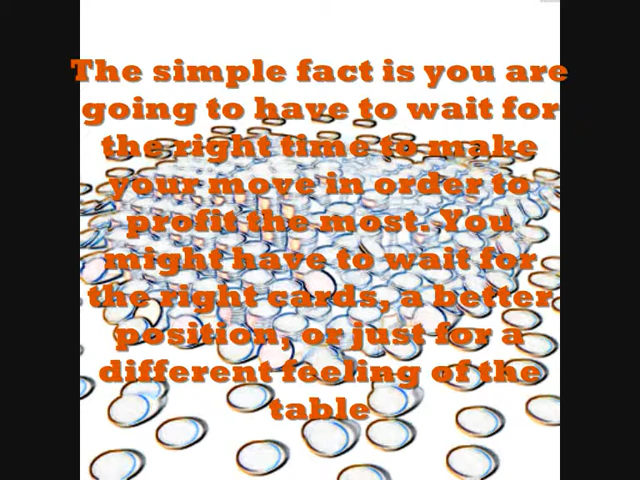 The simple fact is you are
going to have to wait for
the right time to make
your move in order to
profit the most. You
might have to wait for
the right cards, a better
position, or just for a
different feeling of the
table